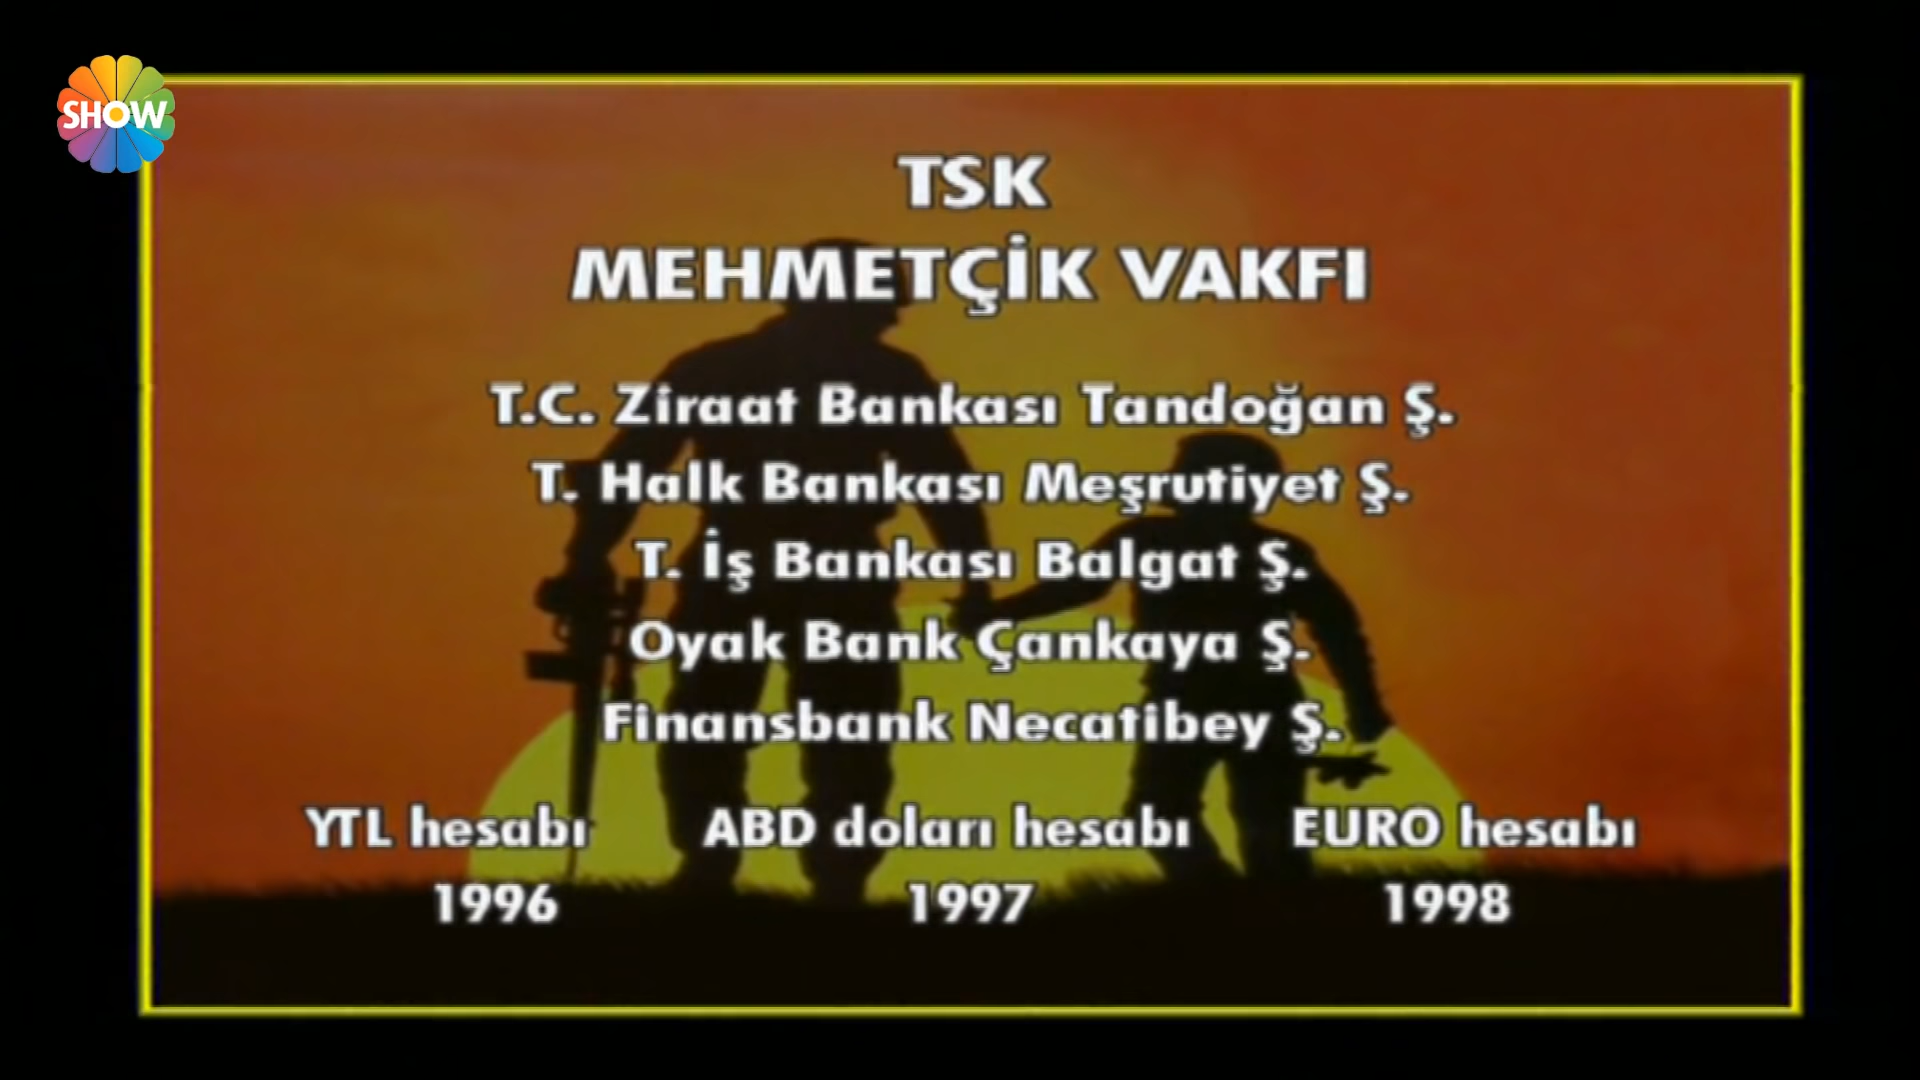 SHOW
TSK
MEHMETÇİK VAKFI
T.C. Ziraat Bankası Tandoğan Ş.
T. Halk Bankası Meşrutiyet Ş.
T. İş Bankası Balgat Ş.
Oyak Bank Çankaya Ş.
Finansbank Necatibey Ş.
YTL hesabı ABD doları hesabı EURO hesabı
1996 1997 1998